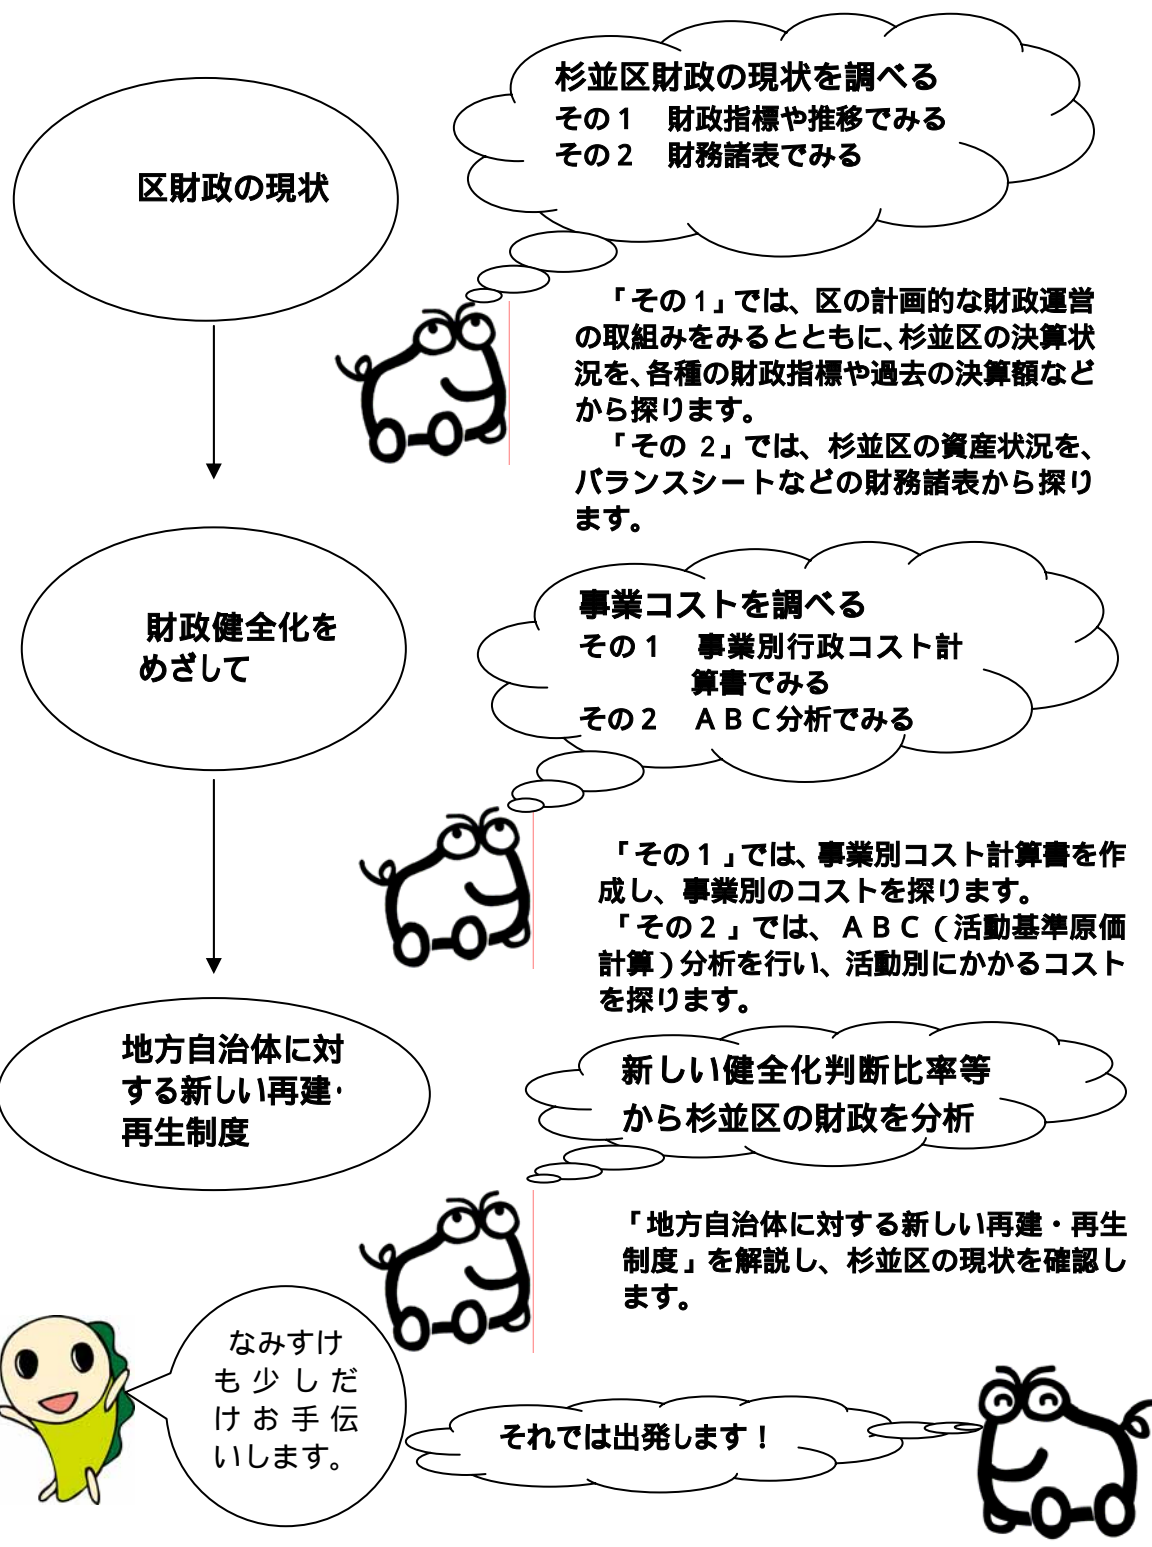 区財政の現状
杉並区財政の現状を調べる
その1　財政指標や推移でみる
その2　財務諸表でみる
「その1」では、区の計画的な財政運営
の取組みをみるとともに、杉並区の決算状
況を、各種の財政指標や過去の決算額など
から探ります。
「その 2」では、杉並区の資産状況を、
バランスシートなどの財務諸表から探り
ます。
財政健全化を
めざして
事業コストを調べる
その1　事業別行政コスト計
算書でみる
その2　ＡＢＣ分析でみる
「その1」では、事業別コスト計算書を作
成し、事業別のコストを探ります。
「その2」では、ＡＢＣ（活動基準原価
計算）分析を行い、活動別にかかるコスト
を探ります。
地方自治体に対
する新しい再建・
再生制度
新しい健全化判断比率等
から杉並区の財政を分析
「地方自治体に対する新しい再建・再生
制度」を解説し、杉並区の現状を確認し
ます。
なみすけ
も少しだ
けお手伝
いします。
それでは出発します！